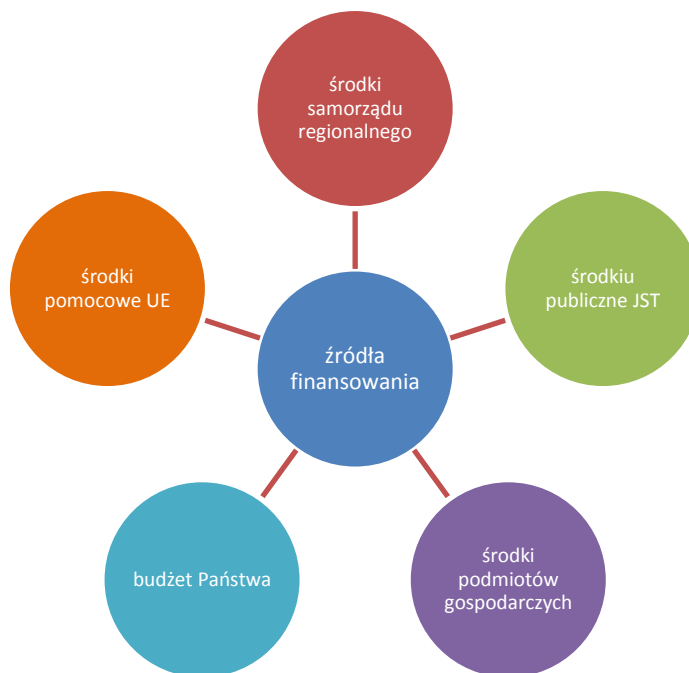 środki
samorządu
regionalnego
środkiu
publiczne JST
środki
podmiotów
gospodarczych
budżet Państwa
środki
pomocowe UE
źródła
finansowania